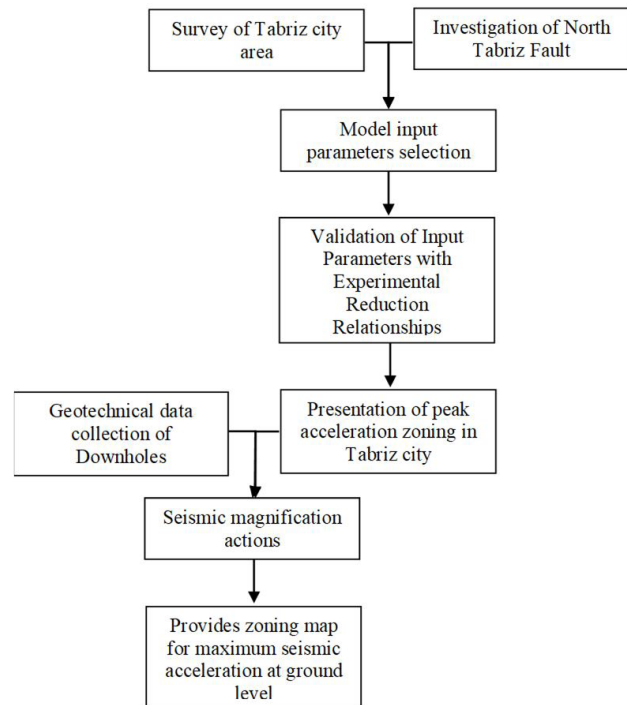 Survey of Tabriz city
area
Investigation of North
Tabriz Fault
Model input
parameters selection
Validation of Input
Parameters with
Experimental
Reduction
Relationships
Geotechnical data
collection of
Downholes
Presentation of peak
acceleration zoning in
Tabriz city
Seismic magnification
actions
Provides zoning map
for maximum seismic
acceleration at ground
level